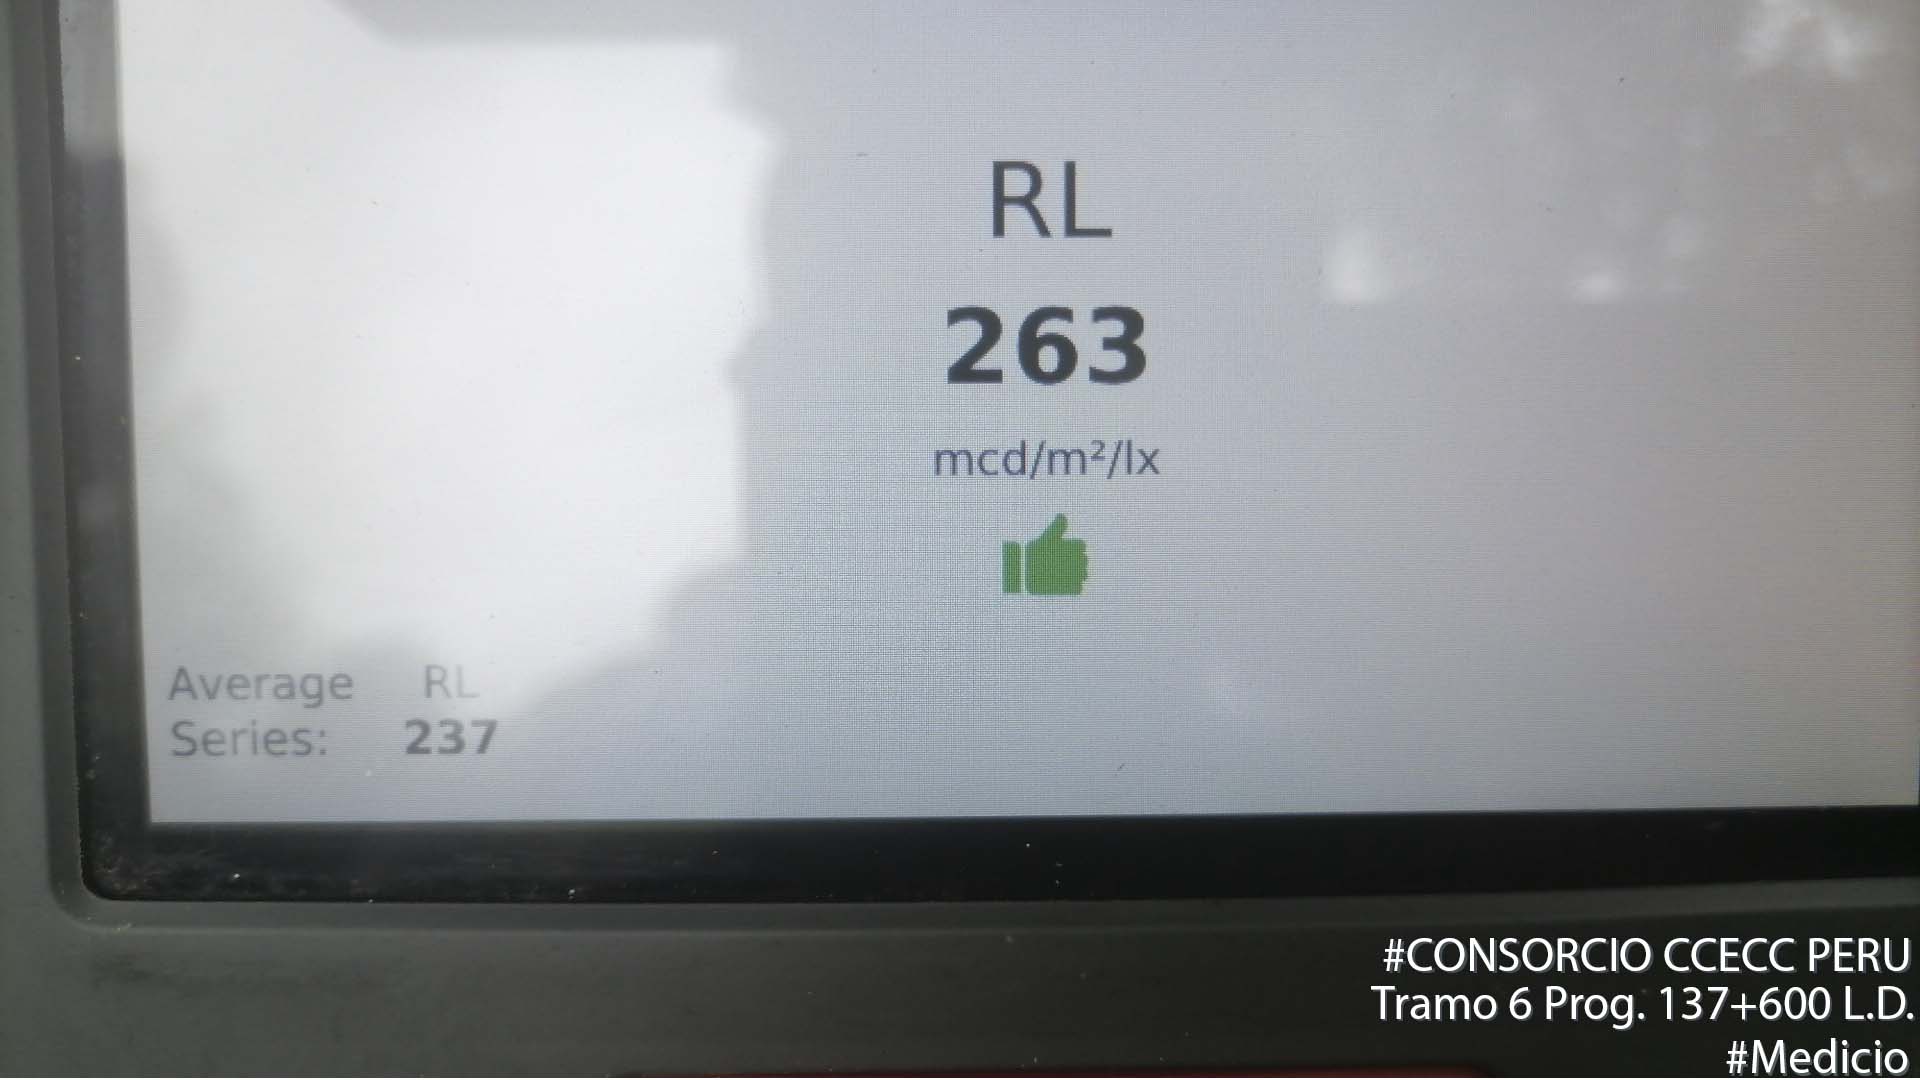 RL
263
mcd/m²/lx
Average RL
Series: 237
#CONSORCIO CCECC PERU
Tramo 6 Prog. 137+600 L.D.
#Medicio